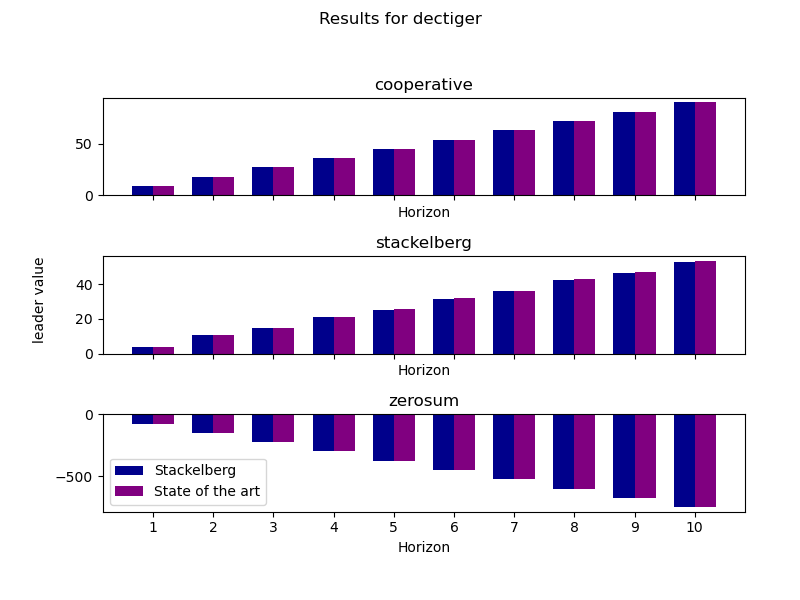 Results for dectiger
cooperative
50
0
Horizon
stackelberg
leader value
40
20
0
Horizon
zerosum
0
−500
Stackelberg
State of the art
1 2 3 4 5 6 7 8 9 10
Horizon